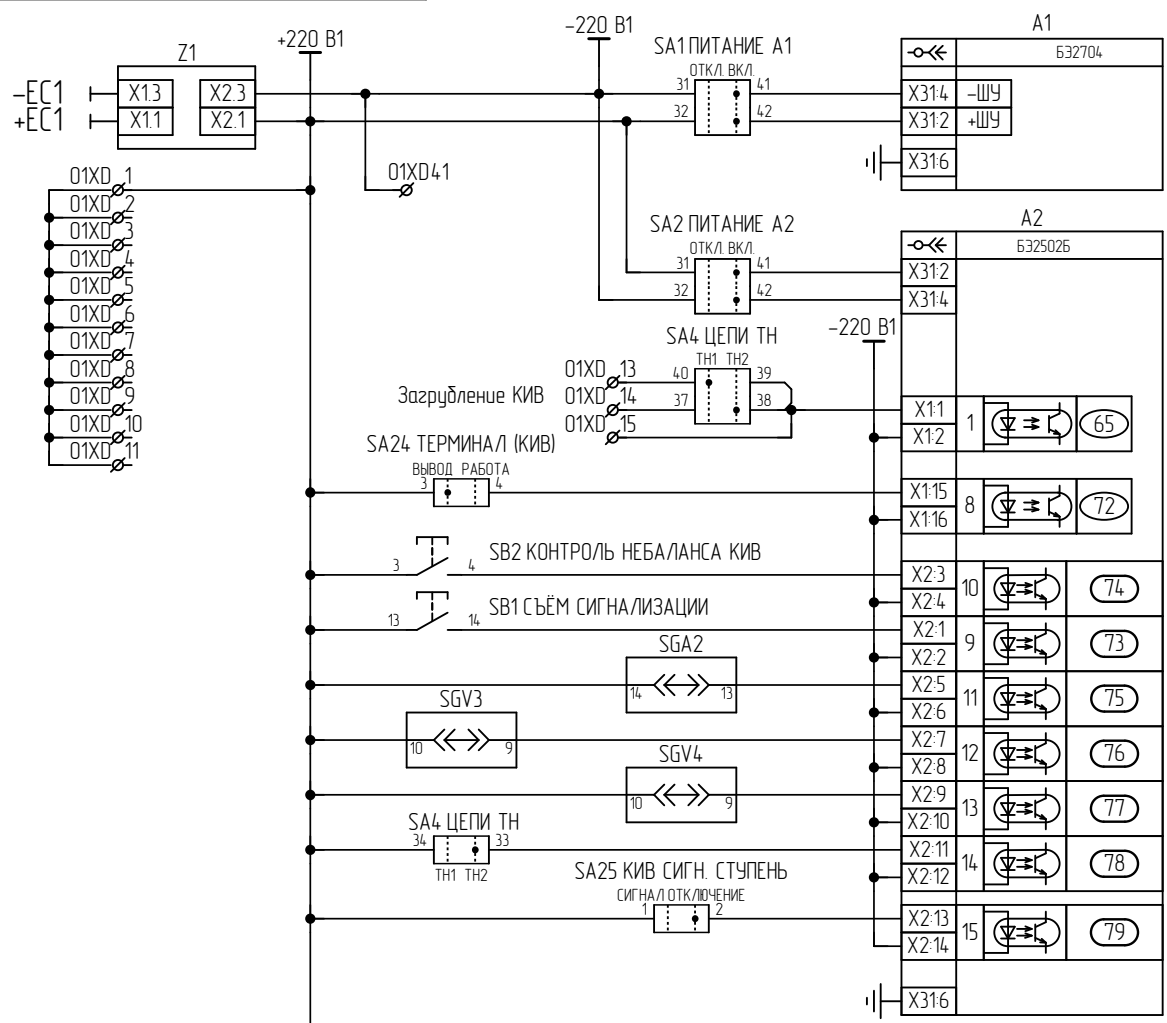 Z1
-EC1
+EC1
X1.3
X2.3
X1.1
X2.1
+220 В1
-220 В1
01XD 1
01XD 2
01XD 3
01XD 4
01XD 5
01XD 6
01XD 7
01XD 8
01XD 9
01XD 10
01XD 11
01XD41
SA1 ПИТАНИЕ А1
ОТКЛ. ВКЛ.
31 41
32 42
A1
БЭ2704
X31:4 -ШУ
X31:2 +ШУ
X31:6
SA2 ПИТАНИЕ А2
ОТКЛ. ВКЛ.
31 41
32 42
A2
БЭ2502Б
X31:2
X31:4
-220 В1
SA4 ЦЕПИ ТН
ТН1 ТН2
40 39
37 38
Загрубление КИВ
01XD 13
01XD 14
01XD 15
X1:1
X1:2
1
65
SA24 ТЕРМИНАЛ (КИВ)
ВЫВОД РАБОТА
3 4
X1:15
X1:16
8
72
SB2 КОНТРОЛЬ НЕБАЛАНСА КИВ
3 4
X2:3
X2:4
10
74
SB1 СЪЁМ СИГНАЛИЗАЦИИ
13 14
X2:1
X2:2
9
73
SGA2
14 13
X2:5
X2:6
11
75
SGV3
10 9
X2:7
X2:8
12
76
SGV4
10 9
X2:9
X2:10
13
77
SA4 ЦЕПИ ТН
34 33
ТН1 ТН2
X2:11
X2:12
14
78
SA25 КИВ СИГН. СТУПЕНЬ
СИГНАЛ ОТКЛЮЧЕНИЕ
1 2
X2:13
X2:14
15
79
X31:6